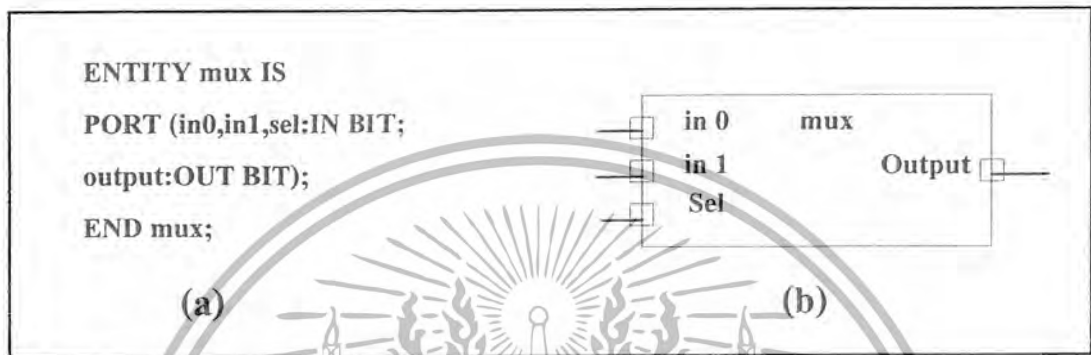 ENTITY mux IS
PORT (in0,in1,sel:IN BIT;
output:OUT BIT);
END mux;
(a)
in 0 mux
in 1 Output
Sel
(b)